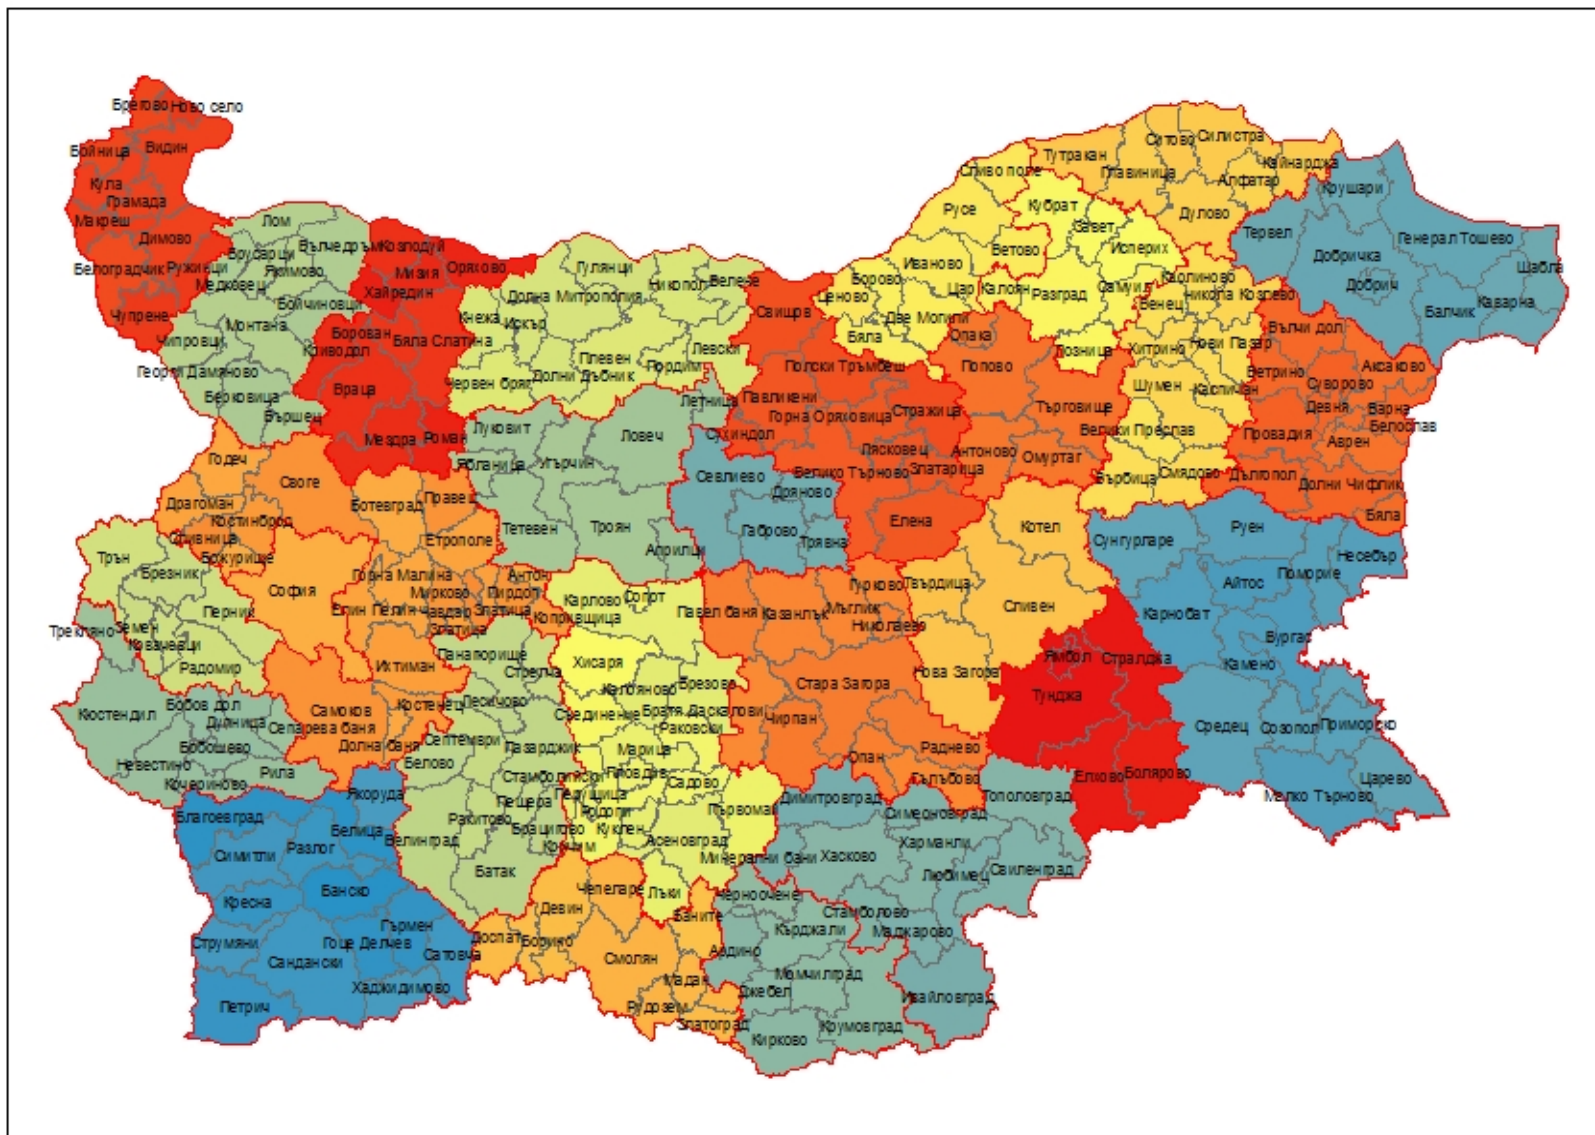 Брегово
Ново село
Бойница
Видин
Кула
Грамада
Макреш
Димово
Белоградчик
Ружинци
Чупрене
Лом
Брусарци
Вълчедръм
Якимово
Медковец
Бойчиновци
Монтана
Чипровци
Георги Дамяново
Берковица
Вършец
Козлодуй
Мизия
Оряхово
Хайредин
Борован
Криводол
Бяла Слатина
Враца
Мездра
Роман
Гулянци
Долна Митрополия
Никопол
Белене
Кнежа
Искър
Плевен
Левски
Пордим
Долни Дъбник
Червен бряг
Луковит
Ловеч
Летница
Ябланица
Угърчин
Тетевен
Троян
Априлци
Свищов
Полски Тръмбеш
Павликени
Горна Оряховица
Стражица
Сухиндол
Лясковец
Велико Търново
Златарица
Елена
Севлиево
Дряново
Габрово
Трявна
Сливо поле
Русе
Ветово
Иваново
Борово
Ценово
Две Могили
Бяла
Кубрат
Завет
Исперих
Цар
Калоян
Разград
Самуил
Лозница
Тутракан
Ситово
Силистра
Главиница
Кайнарджа
Алфатар
Дулово
Крушари
Тервел
Генерал Тошево
Добричка
Добрич
Шабла
Каварна
Балчик
Каолиново
Никола
Козлево
Венец
Хитрино
Нови Пазар
Шумен
Каспичан
Велики Преслав
Върбица
Смядово
Опака
Попово
Търговище
Антоново
Омуртаг
Вълчи дол
Ветрино
Суворово
Аксаково
Девня
Варна
Белослав
Провадия
Аврен
Дългопол
Долни Чифлик
Бяла
Годеч
Своге
Драгоман
Костинброд
Сливница
Божурище
Ботевград
Правец
Етрополе
София
Горна Малина
Антон
Мирково
Пирдоп
Елин Пелин
Чавдар
Златица
Златица
Копривщица
Ихтиман
Самоков
Костенец
Долна баня
Трън
Брезник
Перник
Земен
Ковачевци
Радомир
Трекляно
Кюстендил
Бобов дол
Дупница
Сепарева баня
Бобошево
Невестино
Рила
Кочериново
Благоевград
Якоруда
Белица
Разлог
Симитли
Банско
Кресна
Гърмен
Струмяни
Гоце Делчев
Сатовча
Сандански
Хаджидимово
Петрич
Панапюрище
Стрелча
Лесичово
Септември
Пазарджик
Белово
Пещера
Ракитово
Брацигово
Велинград
Батак
Карлово
Сопот
Хисаря
Калояново
Брезово
Съединение
Братя Даскалови
Раковски
Марица
Стамболийски
Пловдив
Садово
Перущица
Родопи
Първомай
Куклен
Асеновград
Кричим
Лъки
Павел баня
Казанлък
Гурково
Мъглиж
Николаево
Стара Загора
Чирпан
Раднево
Опан
Гълъбово
Котел
Твърдица
Сливен
Нова Загора
Ямбол
Стралджа
Тунджа
Елхово
Болярово
Сунгурларе
Руен
Несебър
Айтос
Поморие
Карнобат
Бургас
Камено
Средец
Созопол
Приморско
Царево
Малко Търново
Димитровград
Симеоновград
Тополовград
Минерални бани
Хасково
Харманли
Любимец
Свиленград
Стамболово
Маджарово
Ивайловград
Черноочене
Кърджали
Ардино
Момчилград
Джебел
Крумовград
Кирково
Чепеларе
Девин
Баните
Доспат
Борино
Смолян
Мадан
Рудозем
Златоград